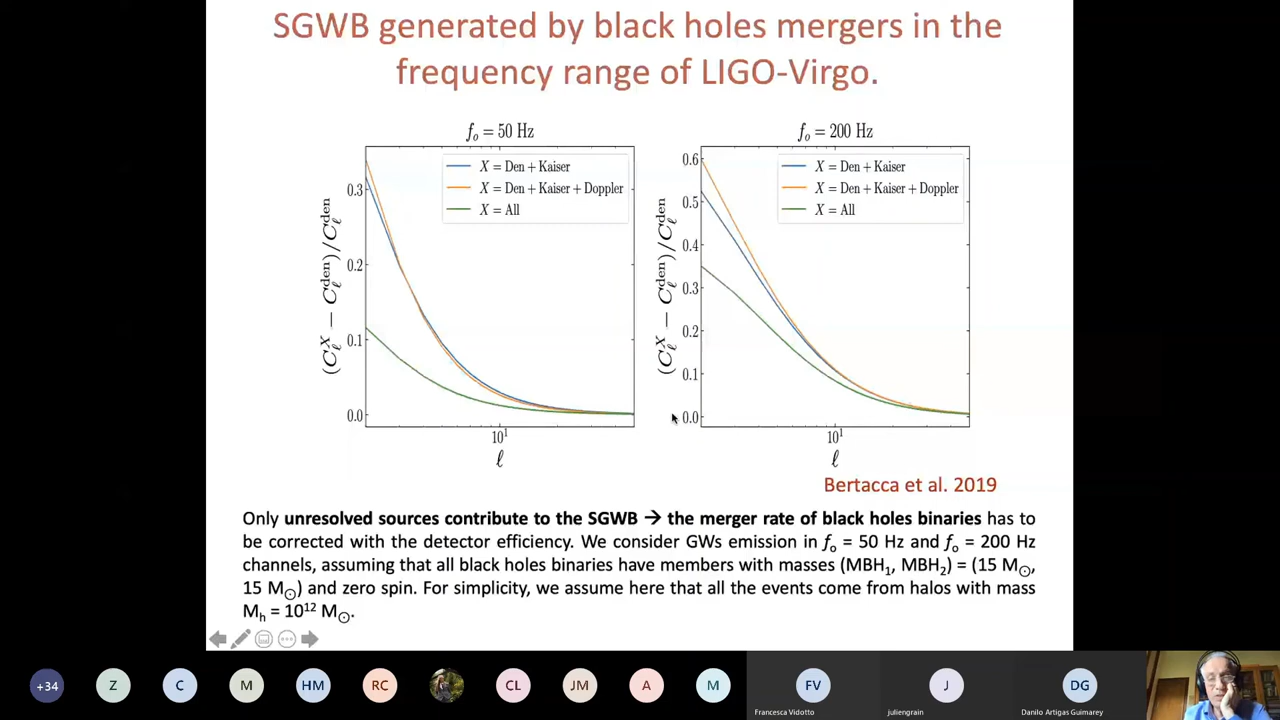 SGWB generated by black holes mergers in the
frequency range of LIGO-Virgo.
f_o = 50 Hz
X = Den + Kaiser
X = Den + Kaiser + Doppler
X = All
0.3
0.2
0.1
0.0
(C_ℓ^X − C_ℓ^den)/C_ℓ^den
10¹
ℓ
f_o = 200 Hz
X = Den + Kaiser
X = Den + Kaiser + Doppler
X = All
0.6
0.5
0.4
0.3
0.2
0.1
0.0
(C_ℓ^X − C_ℓ^den)/C_ℓ^den
10¹
ℓ
Bertacca et al. 2019
Only unresolved sources contribute to the SGWB → the merger rate of black holes binaries has to
be corrected with the detector efficiency. We consider GWs emission in f_o = 50 Hz and f_o = 200 Hz
channels, assuming that all black holes binaries have members with masses (MBH₁, MBH₂) = (15 M_⊙,
15 M_⊙) and zero spin. For simplicity, we assume here that all the events come from halos with mass
M_h = 10¹² M_⊙.
+34
Z
C
M
HM
RC
CL
JM
A
M
FV
Francesca Vidotto
J
juliengrain
DG
Danilo Artigas Guimarey